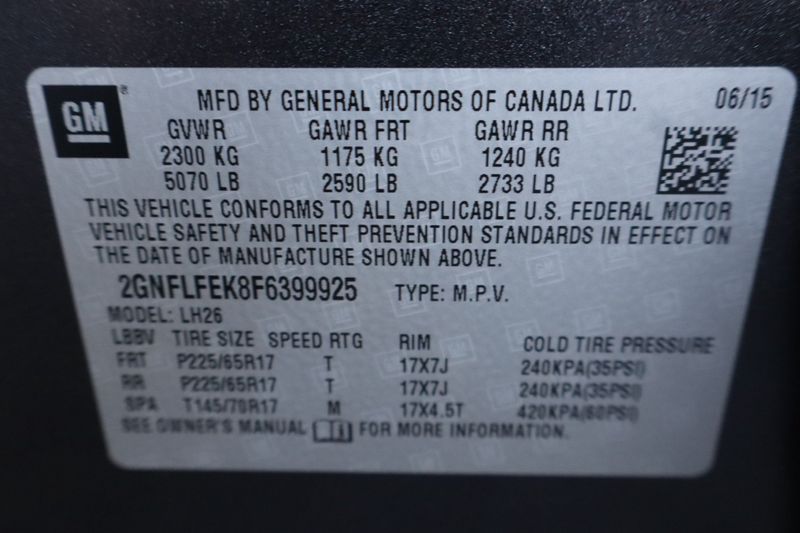 GM
MFD BY GENERAL MOTORS OF CANADA LTD. 06/15
GVWR GAWR FRT GAWR RR
2300 KG 1175 KG 1240 KG
5070 LB 2590 LB 2733 LB
THIS VEHICLE CONFORMS TO ALL APPLICABLE U.S. FEDERAL MOTOR
VEHICLE SAFETY AND THEFT PREVENTION STANDARDS IN EFFECT ON
THE DATE OF MANUFACTURE SHOWN ABOVE.
2GNFLFEK8F6399925 TYPE: M.P.V.
MODEL: LH26
LBBV TIRE SIZE SPEED RTG RIM COLD TIRE PRESSURE
FRT P225/65R17 T 17X7J 240KPA(35PSI)
RR P225/65R17 T 17X7J 240KPA(35PSI)
SPA T145/70R17 M 17X4.5T 420KPA(60PSI)
SEE OWNER'S MANUAL FOR MORE INFORMATION.